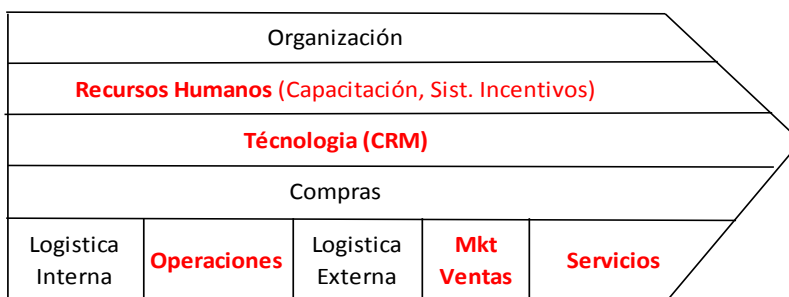 Organización
Recursos Humanos (Capacitación, Sist. Incentivos)
Técnologia (CRM)
Compras
Logistica
Interna
Operaciones
Logistica
Externa
Mkt
Ventas
Servicios